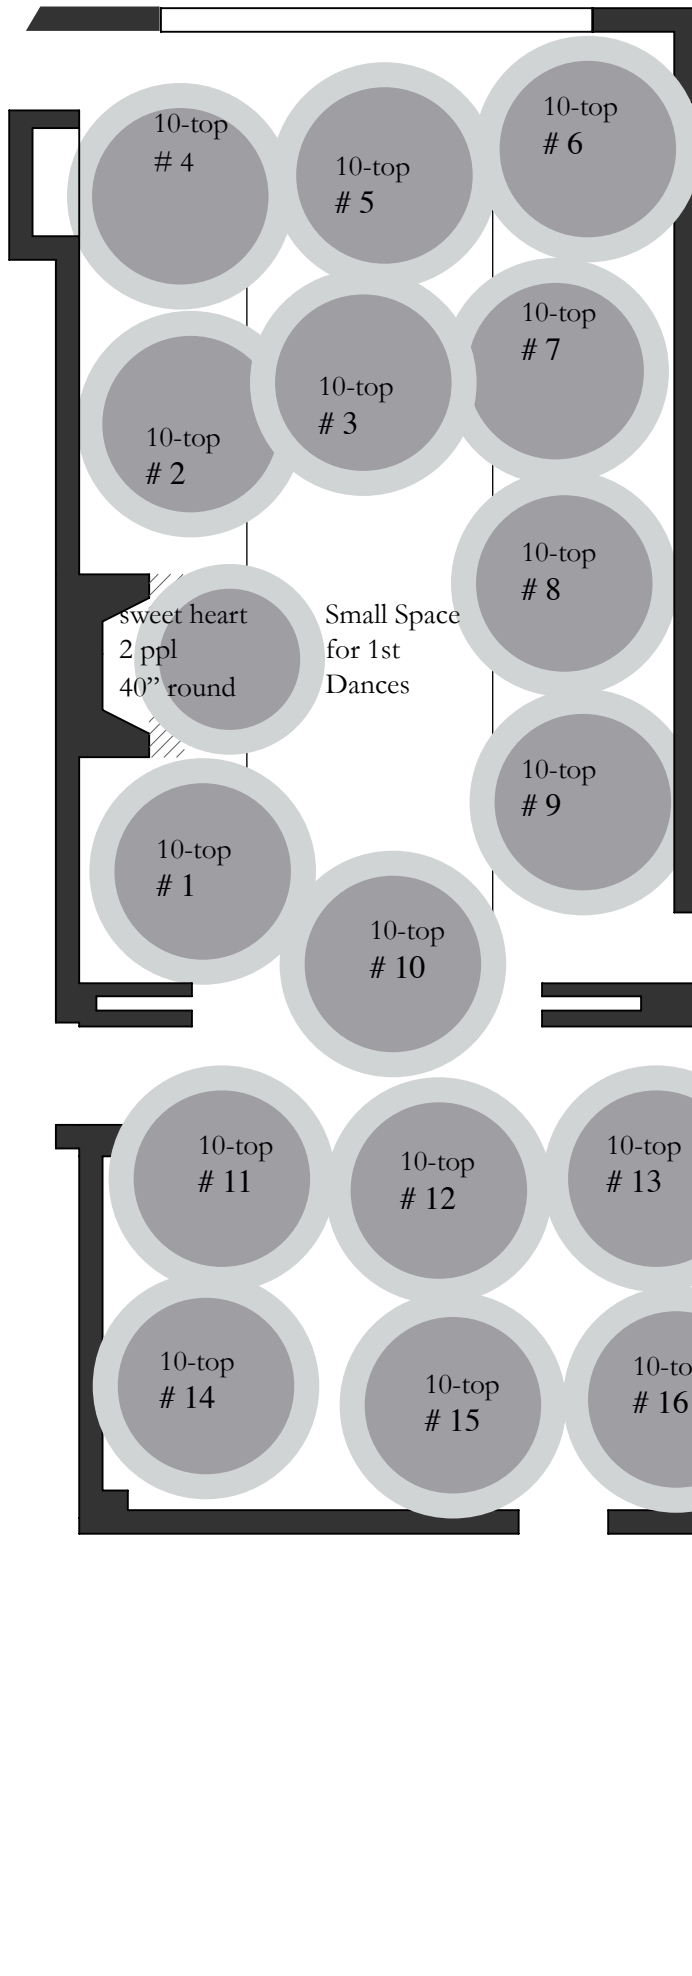 10-top
# 4
10-top
# 5
10-top
# 6
10-top
# 2
10-top
# 3
10-top
# 7
10-top
# 8
sweet heart
2 ppl
40” round
Small Space
for 1st
Dances
10-top
# 9
10-top
# 1
10-top
# 10
10-top
# 11
10-top
# 12
10-top
# 13
10-top
# 14
10-top
# 15
10-to
# 16